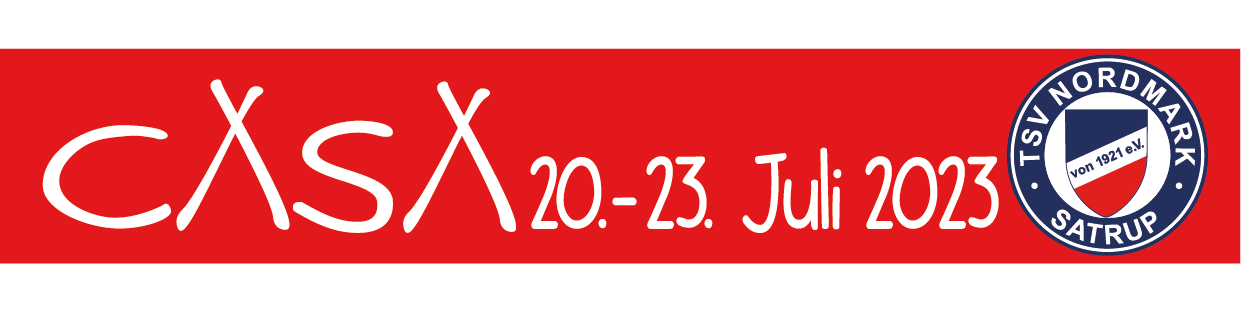 CASA 20.-23. Juli 2023
TSV NORDMARK
von 1921 e.V.
SATRUP